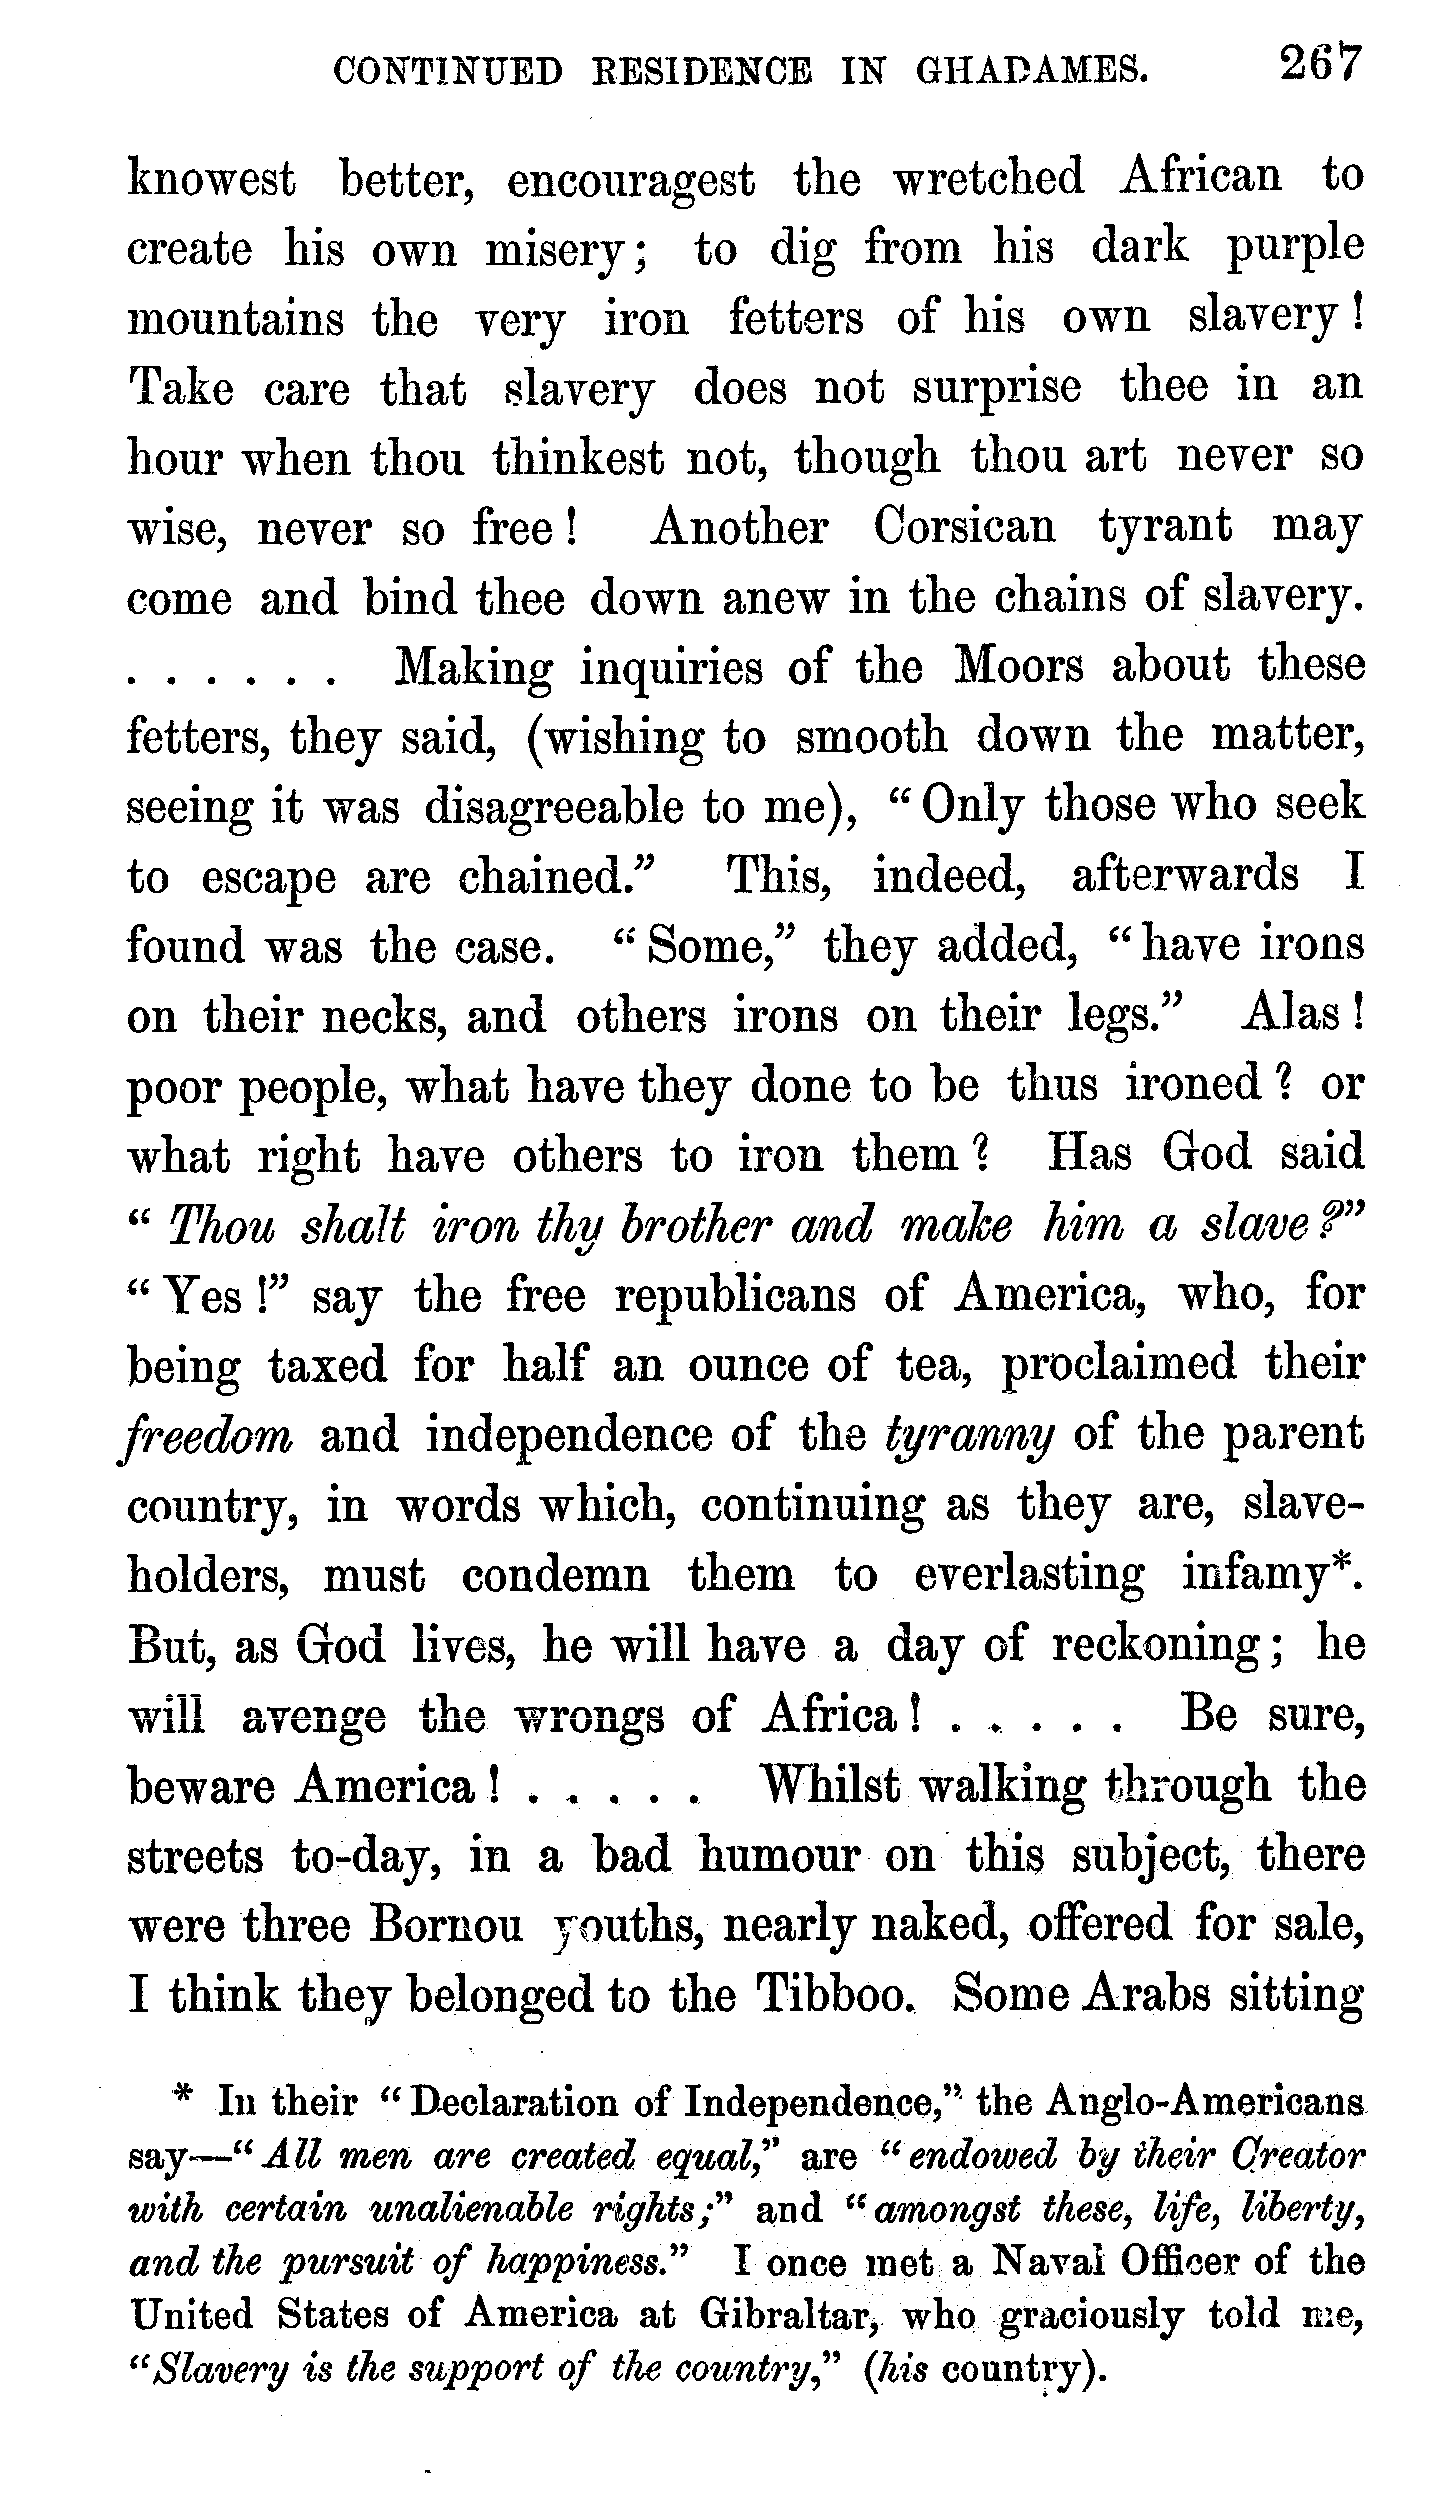 CONTINUED RESIDENCE IN GHADAMES. 267
knowest better, encouragest the wretched African to
create his own misery; to dig from his dark purple
mountains the very iron fetters of his own slavery!
Take care that slavery does not surprise thee in an
hour when thou thinkest not, though thou art never so
wise, never so free! Another Corsican tyrant may
come and bind thee down anew in the chains of slavery.
. . . . . . Making inquiries of the Moors about these
fetters, they said, (wishing to smooth down the matter,
seeing it was disagreeable to me), "Only those who seek
to escape are chained." This, indeed, afterwards I
found was the case. "Some," they added, "have irons
on their necks, and others irons on their legs." Alas!
poor people, what have they done to be thus ironed? or
what right have others to iron them? Has God said
"Thou shalt iron thy brother and make him a slave?"
"Yes!" say the free republicans of America, who, for
being taxed for half an ounce of tea, proclaimed their
freedom and independence of the tyranny of the parent
country, in words which, continuing as they are, slave-
holders, must condemn them to everlasting infamy*.
But, as God lives, he will have a day of reckoning; he
will avenge the wrongs of Africa! . . . . . Be sure,
beware America! . . . . . Whilst walking through the
streets to-day, in a bad humour on this subject, there
were three Bornou youths, nearly naked, offered for sale,
I think they belonged to the Tibboo. Some Arabs sitting
* In their "Declaration of Independence," the Anglo-Americans
say—"All men are created equal," are "endowed by their Creator
with certain unalienable rights;" and "amongst these, life, liberty,
and the pursuit of happiness." I once met a Naval Officer of the
United States of America at Gibraltar, who graciously told me,
"Slavery is the support of the country," (his country).